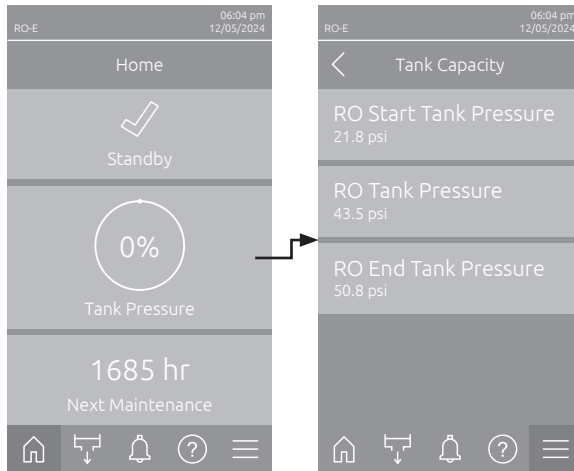 06:04 pm
RO-E 12/05/2024
Home
Standby
0%
Tank Pressure
1685 hr
Next Maintenance
06:04 pm
RO-E 12/05/2024
Tank Capacity
RO Start Tank Pressure
21.8 psi
RO Tank Pressure
43.5 psi
RO End Tank Pressure
50.8 psi
?
?